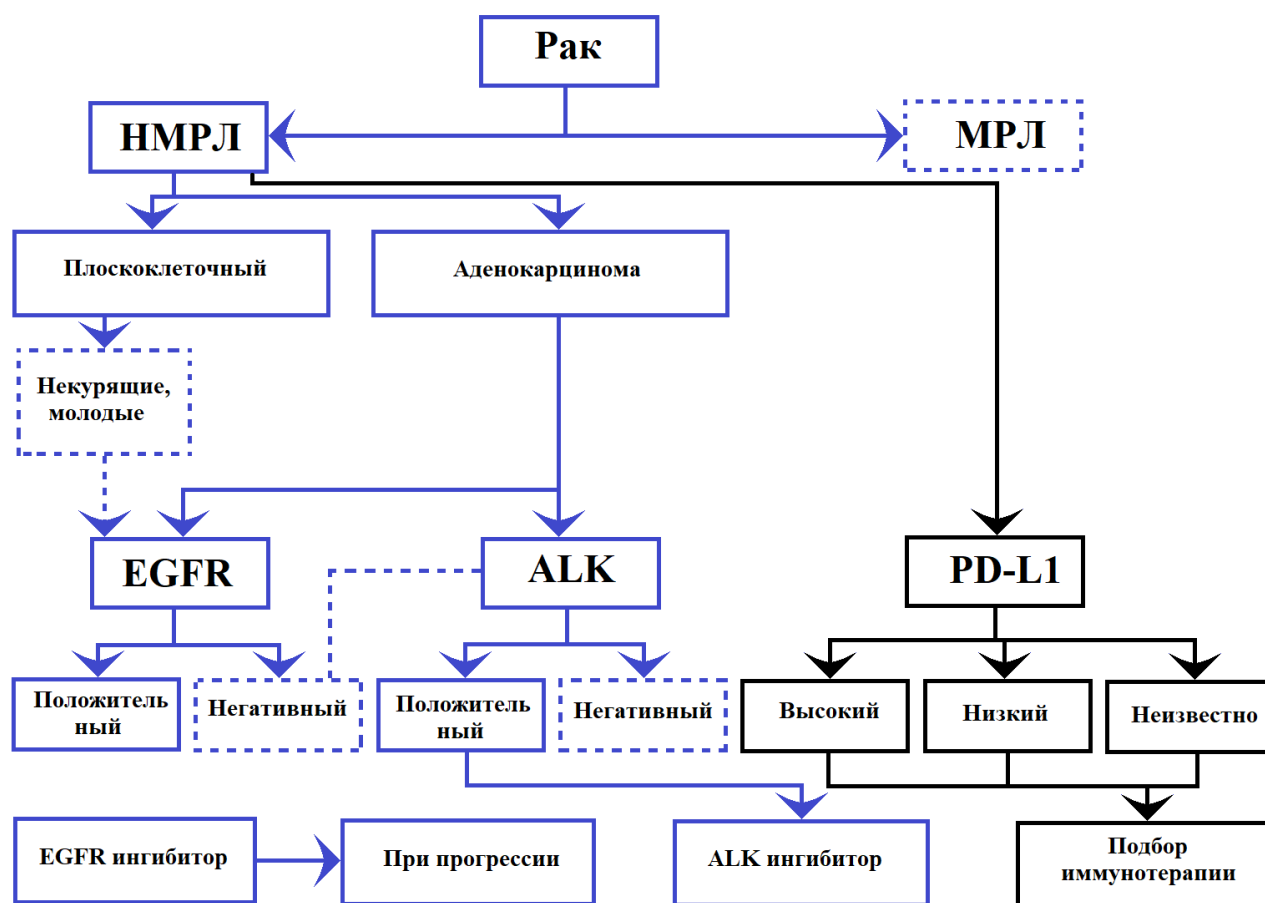 Рак
НМРЛ
МРЛ
Плоскоклеточный
Аденокарцинома
Некурящие,
молодые
EGFR
ALK
PD-L1
Положитель
ный
Негативный
Положитель
ный
Негативный
Высокий
Низкий
Неизвестно
EGFR ингибитор
При прогрессии
ALK ингибитор
Подбор
иммунотерапии